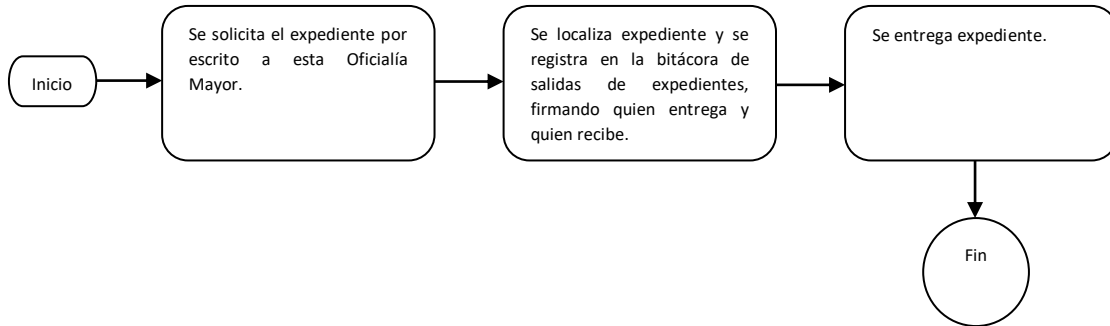 Inicio
Se solicita el expediente por
escrito a esta Oficialía
Mayor.
Se localiza expediente y se
registra en la bitácora de
salidas de expedientes,
firmando quien entrega y
quien recibe.
Se entrega expediente.
Fin